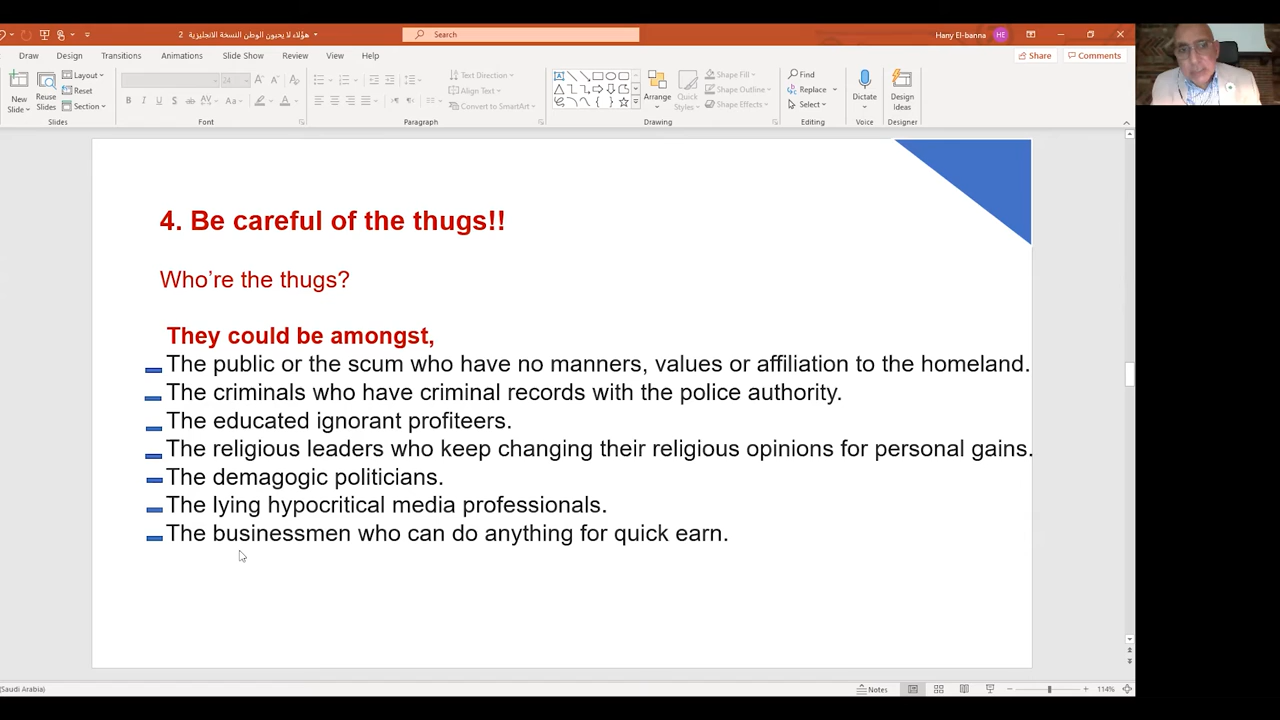 هؤلاء لا يحبون الوطن النسخة الانجليزية 2
Search
Hany El-banna
HE
Draw Design Transitions Animations Slide Show Review View Help
Share Comments
New Slides
Reuse Slides
Layout
Reset
Section
Slides
24
Font
Text Direction
Align Text
Convert to SmartArt
Paragraph
Arrange
Quick Styles
Shape Fill
Shape Outline
Shape Effects
Drawing
Find
Replace
Select
Editing
Dictate
Voice
Design Ideas
Designer
4. Be careful of the thugs!!
Who’re the thugs?
They could be amongst,
The public or the scum who have no manners, values or affiliation to the homeland.
The criminals who have criminal records with the police authority.
The educated ignorant profiteers.
The religious leaders who keep changing their religious opinions for personal gains.
The demagogic politicians.
The lying hypocritical media professionals.
The businessmen who can do anything for quick earn.
(Saudi Arabia)
Notes
114%